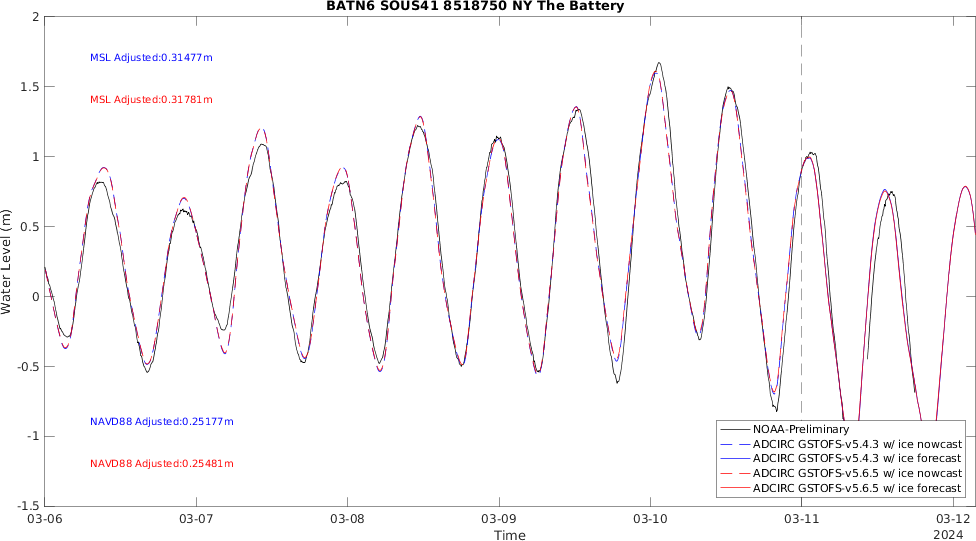 BATN6 SOUS41 8518750 NY The Battery
2
MSL Adjusted:0.31477m
1.5
MSL Adjusted:0.31781m
1
0.5
Water Level (m)
0
-0.5
NAVD88 Adjusted:0.25177m
-1
NAVD88 Adjusted:0.25481m
NOAA-Preliminary
ADCIRC GSTOFS-v5.4.3 w/ ice nowcast
ADCIRC GSTOFS-v5.4.3 w/ ice forecast
ADCIRC GSTOFS-v5.6.5 w/ ice nowcast
ADCIRC GSTOFS-v5.6.5 w/ ice forecast
-1.5
03-06 03-07 03-08 03-09 03-10 03-11 03-12
Time
2024